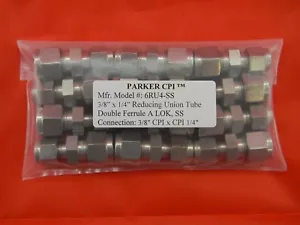 PARKER CPI ™
Mfr. Model #: 6RU4-SS
3/8" x 1/4" Reducing Union Tube
Double Ferrule A LOK, SS
Connection: 3/8" CPI x CPI 1/4"